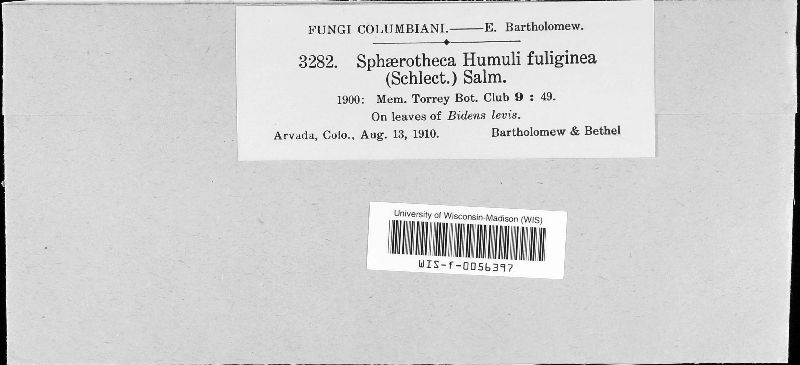 FUNGI COLUMBIANI.——E. Bartholomew.
3282. Sphærotheca Humuli fuliginea
(Schlect.) Salm.
1900: Mem. Torrey Bot. Club 9 : 49.
On leaves of Bidens levis.
Arvada, Colo., Aug. 13, 1910. Bartholomew & Bethel
University of Wisconsin-Madison (WIS)
WIS-f-0056397